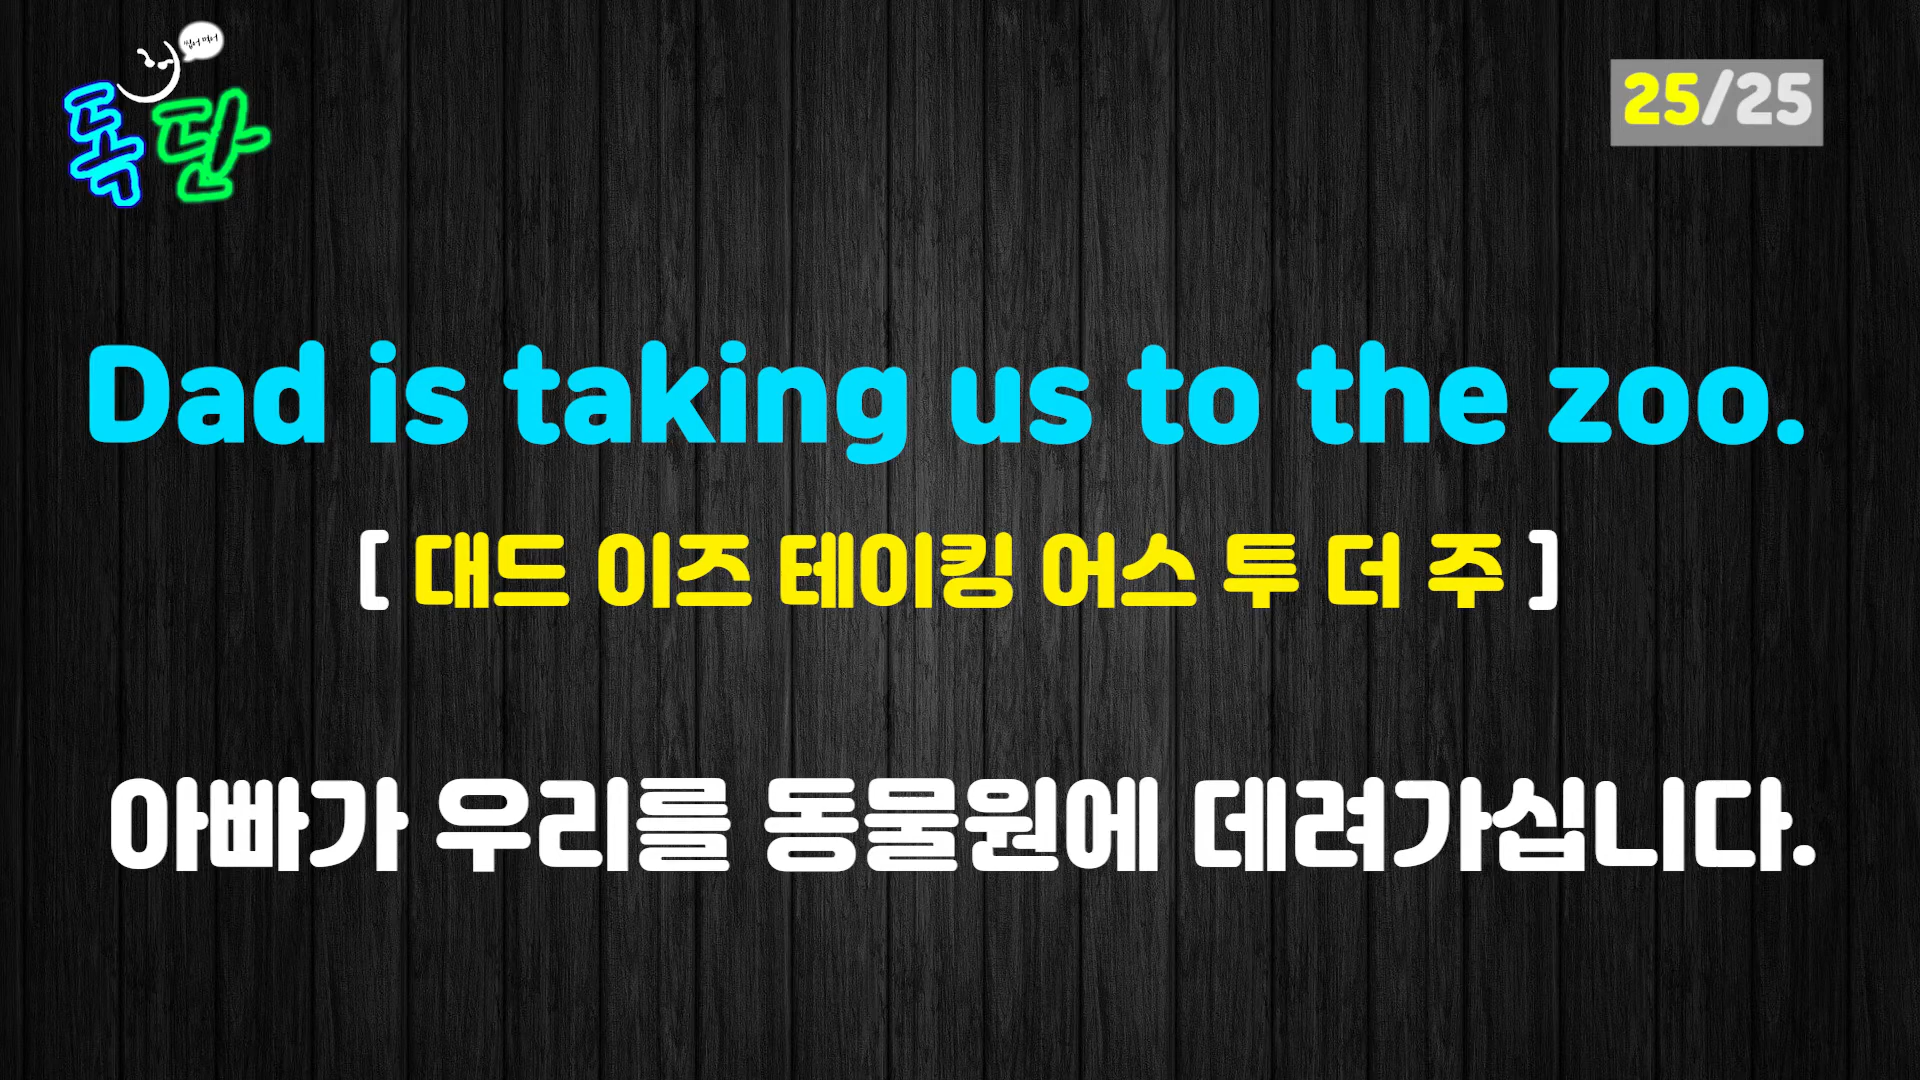 독단
25/25
Dad is taking us to the zoo.
[ 대드 이즈 테이킹 어스 투 더 주 ]
아빠가 우리를 동물원에 데려가십니다.